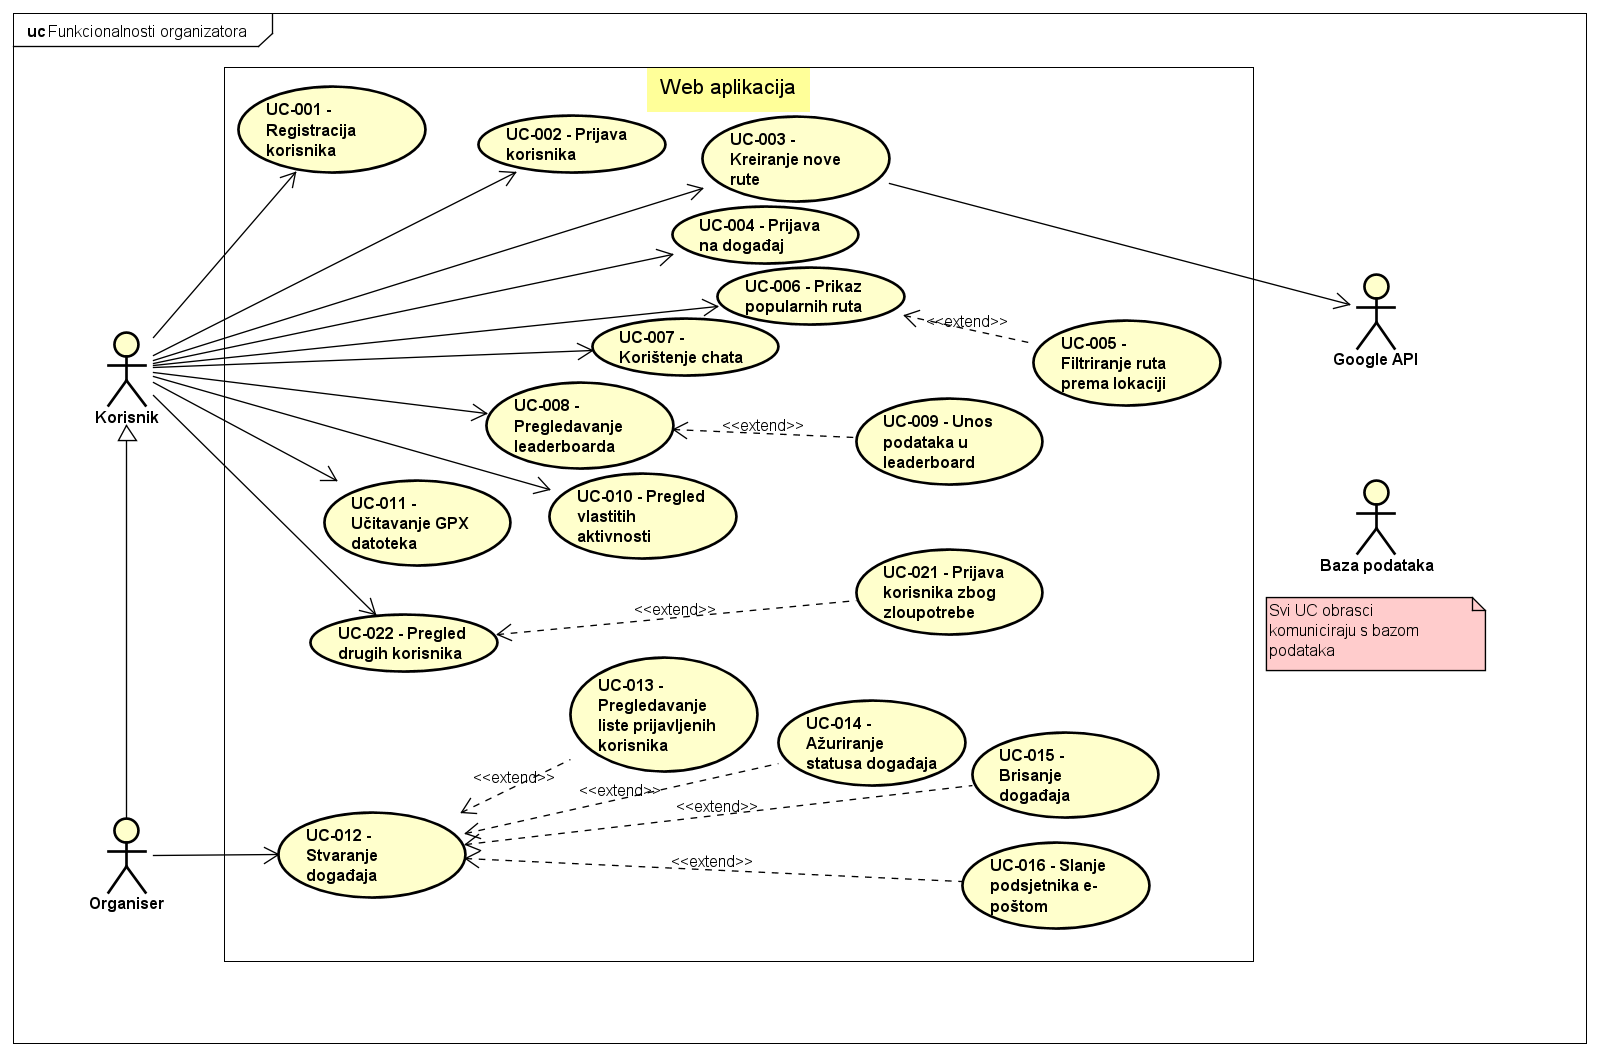 uc Funkcionalnosti organizatora
Web aplikacija
UC-001 -
Registracija
korisnika
UC-002 - Prijava
korisnika
UC-003 -
Kreiranje nove
rute
UC-004 - Prijava
na događaj
UC-006 - Prikaz
popularnih ruta
<<extend>>
UC-005 -
Filtriranje ruta
prema lokaciji
UC-007 -
Korištenje chata
Google API
Korisnik
UC-008 -
Pregledavanje
leaderboarda
<<extend>>
UC-009 - Unos
podataka u
leaderboard
UC-011 -
Učitavanje GPX
datoteka
UC-010 - Pregled
vlastitih
aktivnosti
Baza podataka
Svi UC obrasci
komuniciraju s bazom
podataka
UC-021 - Prijava
korisnika zbog
zloupotrebe
<<extend>>
UC-022 - Pregled
drugih korisnika
UC-013 -
Pregledavanje
liste prijavljenih
korisnika
UC-014 -
Ažuriranje
statusa događaja
UC-015 -
Brisanje
događaja
<<extend>>
<<extend>>
<<extend>>
UC-012 -
Stvaranje
događaja
<<extend>>
UC-016 - Slanje
podsjetnika e-
poštom
Organiser